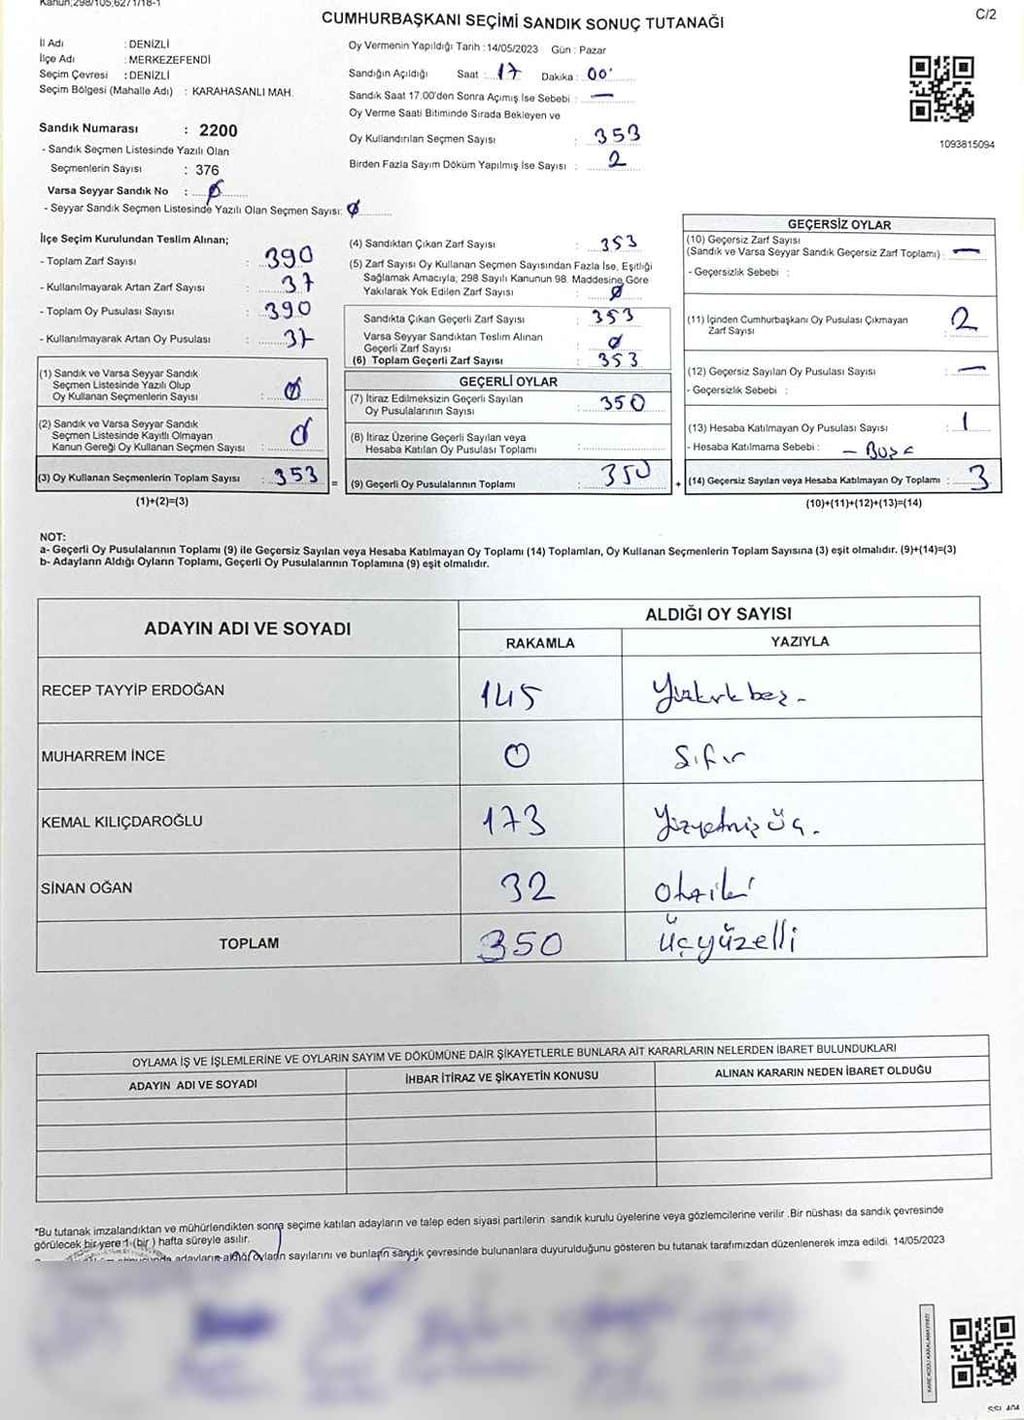 Kanun;298/105;6271/18-1
C/2
CUMHURBAŞKANI SEÇİMİ SANDIK SONUÇ TUTANAĞI
İl Adı : DENİZLİ
İlçe Adı : MERKEZEFENDİ
Seçim Çevresi : DENİZLİ
Seçim Bölgesi (Mahalle Adı) : KARAHASANLI MAH.
Sandık Numarası : 2200
- Sandık Seçmen Listesinde Yazılı Olan
Seçmenlerin Sayısı : 376
Varsa Seyyar Sandık No : 0
- Seyyar Sandık Seçmen Listesinde Yazılı Olan Seçmen Sayısı: 0
Oy Vermenin Yapıldığı Tarih : 14/05/2023 Gün : Pazar
Sandığın Açıldığı Saat : 17 Dakika : 00'
Sandık Saat 17.00'den Sonra Açımış İse Sebebi : —
Oy Verme Saati Bitiminde Sırada Bekleyen ve
Oy Kullandırılan Seçmen Sayısı : 353
Birden Fazla Sayım Döküm Yapılmış İse Sayısı : 2
1093815094
İlçe Seçim Kurulundan Teslim Alınan;
- Toplam Zarf Sayısı : 390
- Kullanılmayarak Artan Zarf Sayısı : 37
- Toplam Oy Pusulası Sayısı : 390
- Kullanılmayarak Artan Oy Pusulası : 37
(1) Sandık ve Varsa Seyyar Sandık
Seçmen Listesinde Yazılı Olup
Oy Kullanan Seçmenlerin Sayısı : 0
(2) Sandık ve Varsa Seyyar Sandık
Seçmen Listesinde Kayıtlı Olmayan
Kanun Gereği Oy Kullanan Seçmen Sayısı : 0
(3) Oy Kullanan Seçmenlerin Toplam Sayısı : 353
(1)+(2)=(3)
(4) Sandıktan Çıkan Zarf Sayısı : 353
(5) Zarf Sayısı Oy Kullanan Seçmen Sayısından Fazla İse, Eşitliği
Sağlamak Amacıyla, 298 Sayılı Kanunun 98. Maddesine Göre
Yakılarak Yok Edilen Zarf Sayısı : 0
Sandıkta Çıkan Geçerli Zarf Sayısı : 353
Varsa Seyyar Sandıktan Teslim Alınan
Geçerli Zarf Sayısı : 0
(6) Toplam Geçerli Zarf Sayısı : 353
GEÇERLİ OYLAR
(7) İtiraz Edilmeksizin Geçerli Sayılan
Oy Pusulalarının Sayısı : 350
(8) İtiraz Üzerine Geçerli Sayılan veya
Hesaba Katılan Oy Pusulası Toplamı :
= (9) Geçerli Oy Pusulalarının Toplamı : 350
GEÇERSİZ OYLAR
(10) Geçersiz Zarf Sayısı
(Sandık ve Varsa Seyyar Sandık Geçersiz Zarf Toplamı) : —
- Geçersizlik Sebebi :
(11) İçinden Cumhurbaşkanı Oy Pusulası Çıkmayan
Zarf Sayısı : 2
(12) Geçersiz Sayılan Oy Pusulası Sayısı : —
- Geçersizlik Sebebi :
(13) Hesaba Katılmayan Oy Pusulası Sayısı : 1
- Hesaba Katılmama Sebebi :
+ (14) Geçersiz Sayılan veya Hesaba Katılmayan Oy Toplamı : 3
(10)+(11)+(12)+(13)=(14)
NOT:
a- Geçerli Oy Pusulalarının Toplamı (9) ile Geçersiz Sayılan veya Hesaba Katılmayan Oy Toplamı (14) Toplamları, Oy Kullanan Seçmenlerin Toplam Sayısına (3) eşit olmalıdır. (9)+(14)=(3)
b- Adayların Aldığı Oyların Toplamı, Geçerli Oy Pusulalarının Toplamına (9) eşit olmalıdır.
ADAYIN ADI VE SOYADI
ALDIĞI OY SAYISI
RAKAMLA YAZIYLA
RECEP TAYYİP ERDOĞAN 145 Yüzkırkbeş -
MUHARREM İNCE 0 Sıfır
KEMAL KILIÇDAROĞLU 173 Yüzyetmiş üç.
SİNAN OĞAN 32 Otuziki
TOPLAM 350 Üçyüzelli
OYLAMA İŞ VE İŞLEMLERİNE VE OYLARIN SAYIM VE DÖKÜMÜNE DAİR ŞİKAYETLERLE BUNLARA AİT KARARLARIN NELERDEN İBARET BULUNDUKLARI
ADAYIN ADI VE SOYADI İHBAR İTİRAZ VE ŞİKAYETİN KONUSU ALINAN KARARIN NEDEN İBARET OLDUĞU
*Bu tutanak imzalandıktan ve mühürlendikten sonra seçime katılan adayların ve talep eden siyasi partilerin sandık kurulu üyelerine veya gözlemcilerine verilir .Bir nüshası da sandık çevresinde
görülecek bir yere 1 (bir ) hafta süreyle asılır.
adayların aldığı oyların sayılarını ve bunların sandık çevresinde bulunanlara duyurulduğunu gösteren bu tutanak tarafımızdan düzenlenerek imza edildi. 14/05/2023